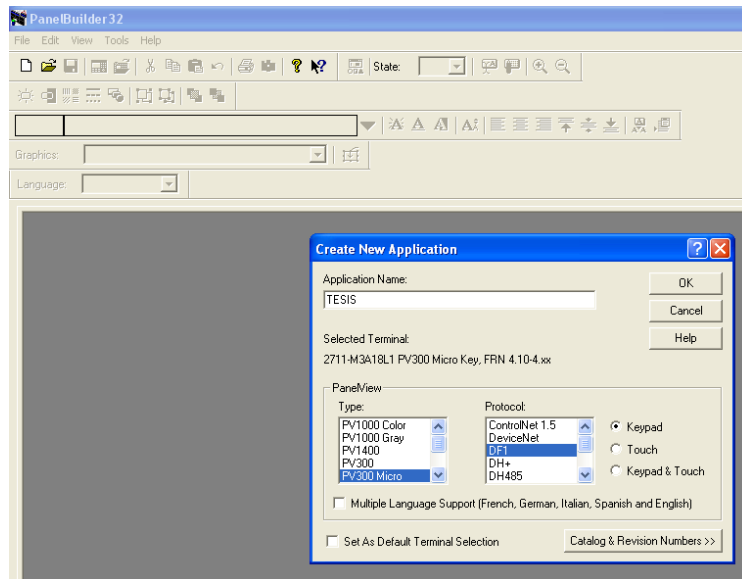 PanelBuilder32
File Edit View Tools Help
State:
Graphics:
Language:
Create New Application
Application Name:
TESIS
OK
Cancel
Help
Selected Terminal:
2711-M3A18L1 PV300 Micro Key, FRN 4.10-4.xx
PanelView
Type:
Protocol:
PV1000 Color
PV1000 Gray
PV1400
PV300
PV300 Micro
ControlNet 1.5
DeviceNet
DF1
DH+
DH485
Keypad
Touch
Keypad & Touch
Multiple Language Support (French, German, Italian, Spanish and English)
Set As Default Terminal Selection
Catalog & Revision Numbers >>